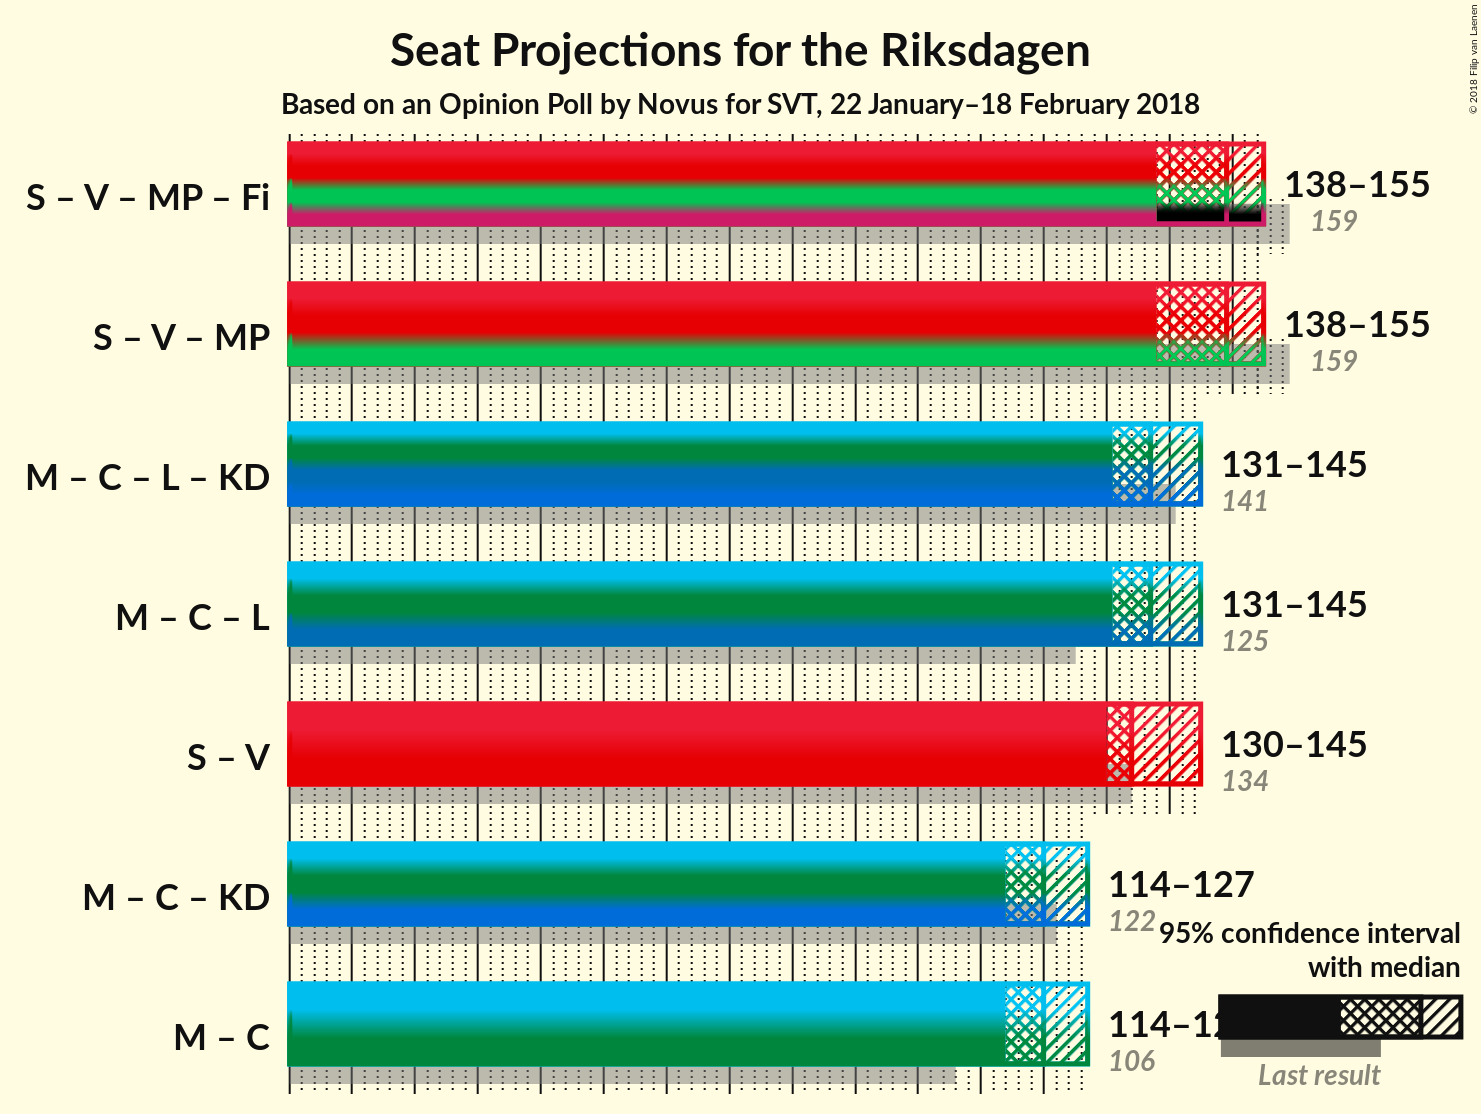 Seat Projections for the Riksdagen
Based on an Opinion Poll by Novus for SVT, 22 January–18 February 2018
© 2018 Filip van Laenen
S – V – MP – Fi
138–155
159
S – V – MP
138–155
159
M – C – L – KD
131–145
141
M – C – L
131–145
125
S – V
130–145
134
M – C – KD
114–127
122
M – C
106
95% confidence interval
with median
Last result